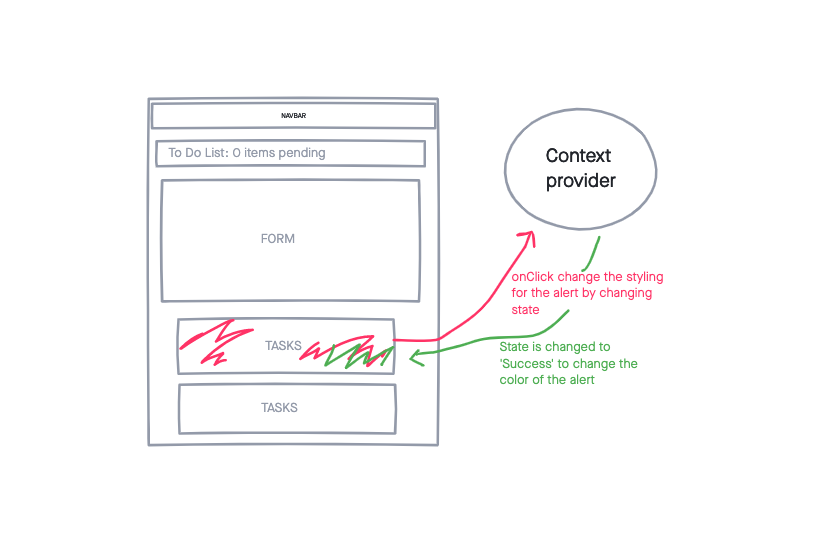 NAVBAR
To Do List: 0 items pending
FORM
TASKS
TASKS
Context
provider
onClick change the styling
for the alert by changing
state
State is changed to
'Success' to change the
color of the alert